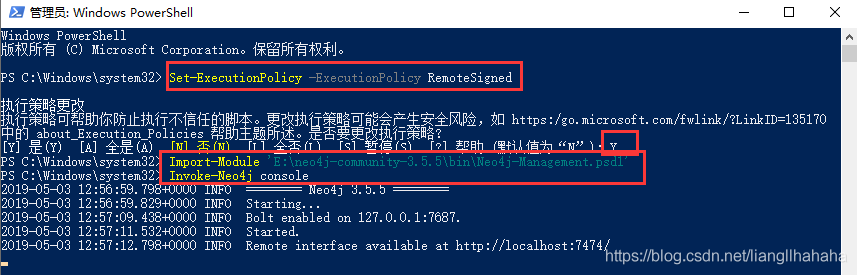 管理员: Windows PowerShell
Windows PowerShell
版权所有 (C) Microsoft Corporation。保留所有权利。
PS C:\Windows\system32> Set-ExecutionPolicy -ExecutionPolicy RemoteSigned
执行策略更改
执行策略可帮助你防止执行不信任的脚本。更改执行策略可能会产生安全风险，如 https:/go.microsoft.com/fwlink/?LinkID=135170
中的 about_Execution_Policies 帮助主题所述。是否要更改执行策略?
[Y] 是(Y)  [A] 全是(A)  [N] 否(N)  [L] 全否(L)  [S] 暂停(S)  [?] 帮助 (默认值为“N”): Y
PS C:\Windows\system32> Import-Module 'E:\neo4j-community-3.5.5\bin\Neo4j-Management.psd1'
PS C:\Windows\system32> Invoke-Neo4j console
2019-05-03 12:56:59.798+0000 INFO  ======== Neo4j 3.5.5 ========
2019-05-03 12:56:59.829+0000 INFO  Starting...
2019-05-03 12:57:09.438+0000 INFO  Bolt enabled on 127.0.0.1:7687.
2019-05-03 12:57:11.532+0000 INFO  Started.
2019-05-03 12:57:12.798+0000 INFO  Remote interface available at http://localhost:7474/
https://blog.csdn.net/liangllhahaha